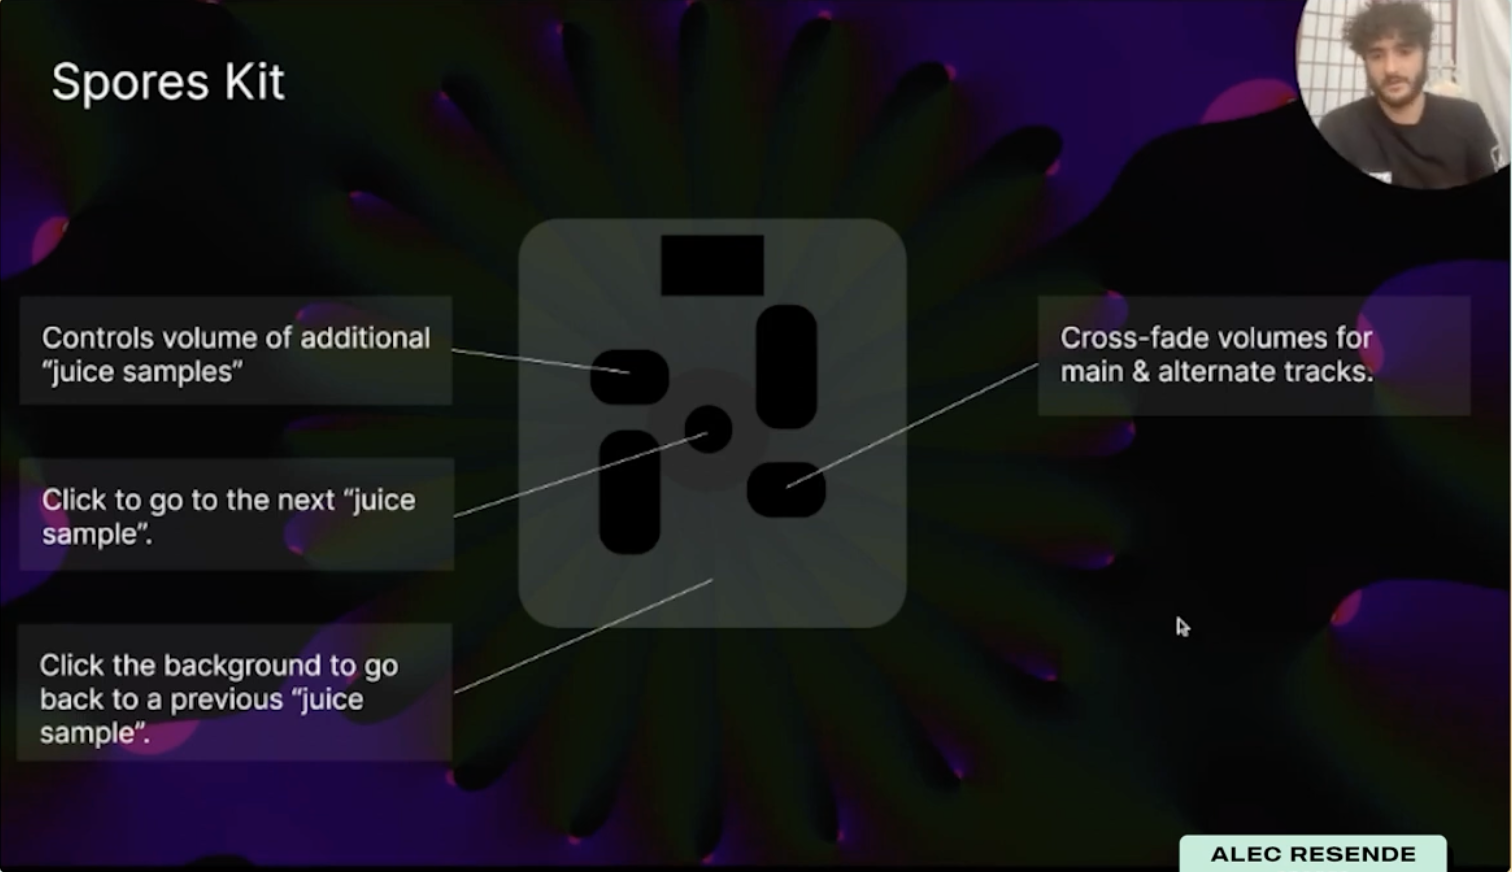 Spores Kit
Controls volume of additional
“juice samples”
Click to go to the next “juice
sample”.
Click the background to go
back to a previous “juice
sample”.
Cross-fade volumes for
main & alternate tracks.
ALEC RESENDE